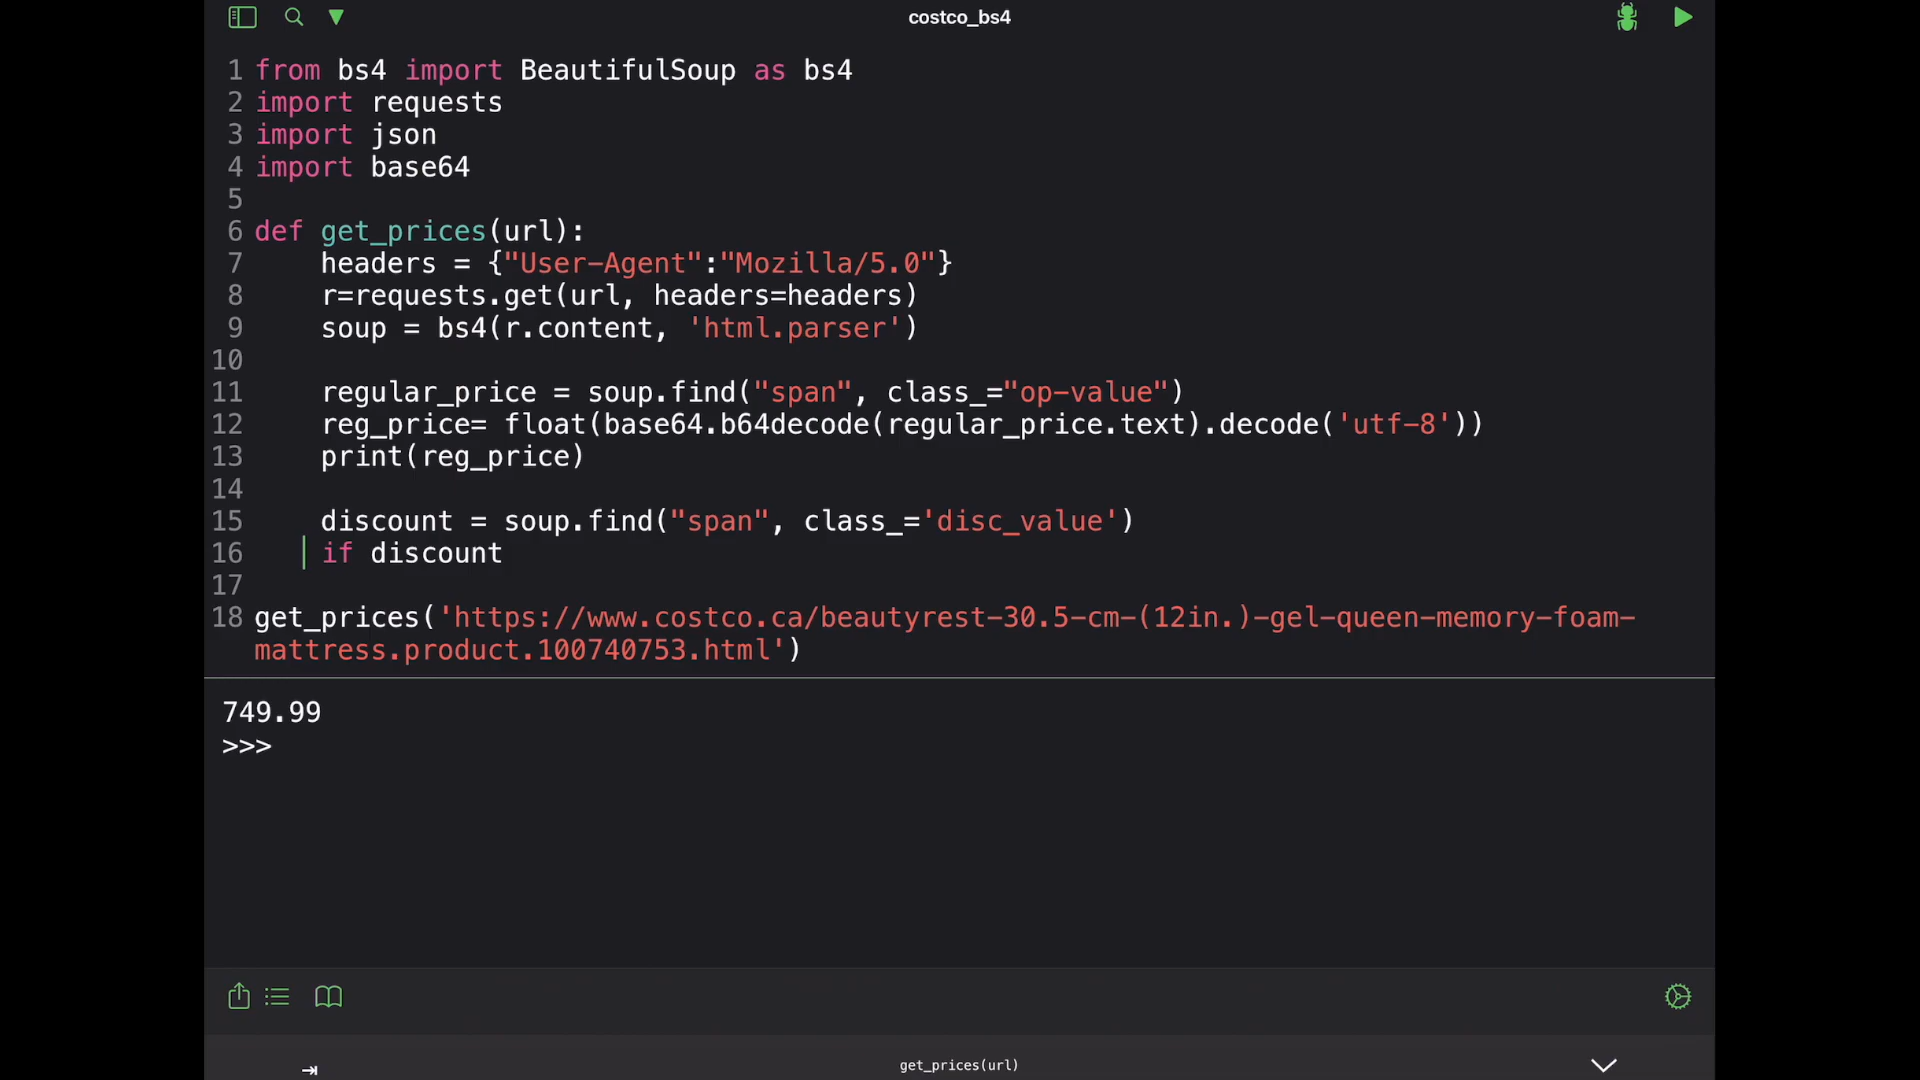 costco_bs4
1 from bs4 import BeautifulSoup as bs4
2 import requests
3 import json
4 import base64
5
6 def get_prices(url):
7     headers = {"User-Agent":"Mozilla/5.0"}
8     r=requests.get(url, headers=headers)
9     soup = bs4(r.content, 'html.parser')
10
11     regular_price = soup.find("span", class_="op-value")
12     reg_price= float(base64.b64decode(regular_price.text).decode('utf-8'))
13     print(reg_price)
14
15     discount = soup.find("span", class_='disc_value')
16     if discount
17
18 get_prices('https://www.costco.ca/beautyrest-30.5-cm-(12in.)-gel-queen-memory-foam-
mattress.product.100740753.html')
749.99
>>>
get_prices(url)